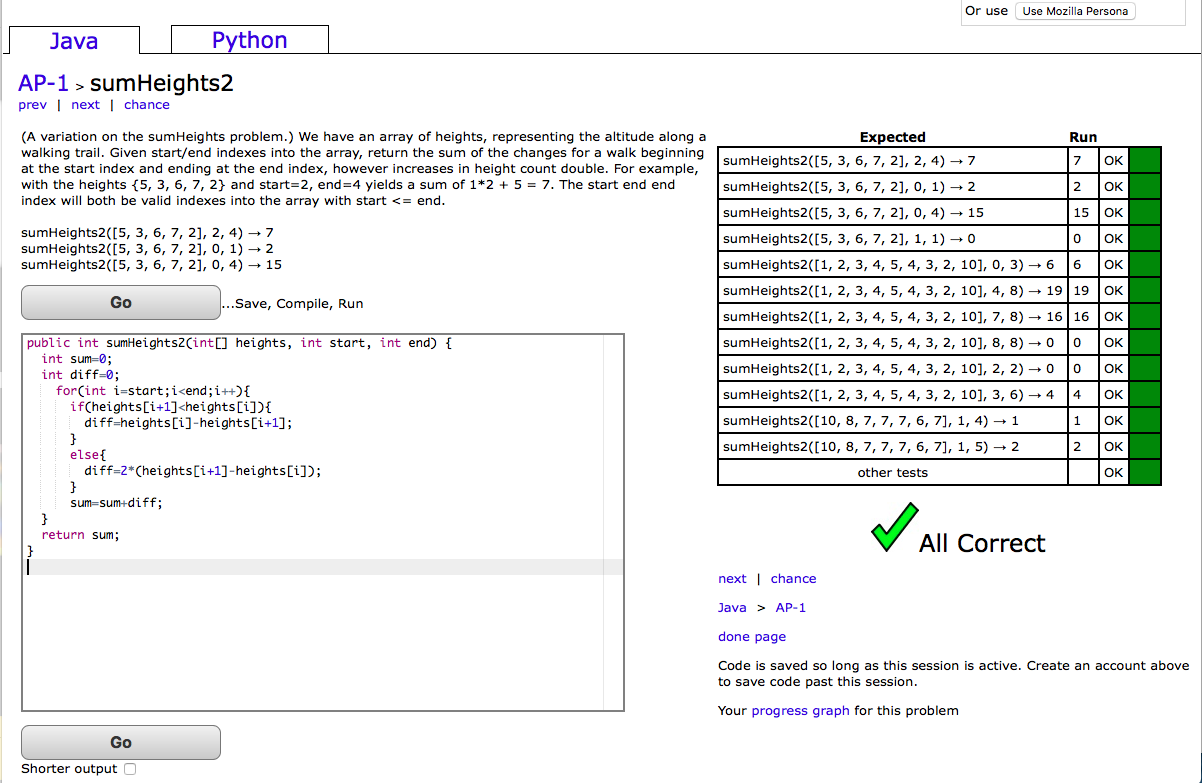 Or use Use Mozilla Persona
Java Python
AP-1 > sumHeights2
prev | next | chance
(A variation on the sumHeights problem.) We have an array of heights, representing the altitude along a
walking trail. Given start/end indexes into the array, return the sum of the changes for a walk beginning
at the start index and ending at the end index, however increases in height count double. For example,
with the heights {5, 3, 6, 7, 2} and start=2, end=4 yields a sum of 1*2 + 5 = 7. The start end end
index will both be valid indexes into the array with start <= end.
sumHeights2([5, 3, 6, 7, 2], 2, 4) → 7
sumHeights2([5, 3, 6, 7, 2], 0, 1) → 2
sumHeights2([5, 3, 6, 7, 2], 0, 4) → 15
Go ...Save, Compile, Run
public int sumHeights2(int[] heights, int start, int end) {
int sum=0;
int diff=0;
for(int i=start;i<end;i++){
if(heights[i+1]<heights[i]){
diff=heights[i]-heights[i+1];
}
else{
diff=2*(heights[i+1]-heights[i]);
}
sum=sum+diff;
}
return sum;
}
Go
Shorter output
Expected Run
sumHeights2([5, 3, 6, 7, 2], 2, 4) → 7 7 OK
sumHeights2([5, 3, 6, 7, 2], 0, 1) → 2 2 OK
sumHeights2([5, 3, 6, 7, 2], 0, 4) → 15 15 OK
sumHeights2([5, 3, 6, 7, 2], 1, 1) → 0 0 OK
sumHeights2([1, 2, 3, 4, 5, 4, 3, 2, 10], 0, 3) → 6 6 OK
sumHeights2([1, 2, 3, 4, 5, 4, 3, 2, 10], 4, 8) → 19 19 OK
sumHeights2([1, 2, 3, 4, 5, 4, 3, 2, 10], 7, 8) → 16 16 OK
sumHeights2([1, 2, 3, 4, 5, 4, 3, 2, 10], 8, 8) → 0 0 OK
sumHeights2([1, 2, 3, 4, 5, 4, 3, 2, 10], 2, 2) → 0 0 OK
sumHeights2([1, 2, 3, 4, 5, 4, 3, 2, 10], 3, 6) → 4 4 OK
sumHeights2([10, 8, 7, 7, 7, 6, 7], 1, 4) → 1 1 OK
sumHeights2([10, 8, 7, 7, 7, 6, 7], 1, 5) → 2 2 OK
other tests OK
All Correct
next | chance
Java > AP-1
done page
Code is saved so long as this session is active. Create an account above
to save code past this session.
Your progress graph for this problem